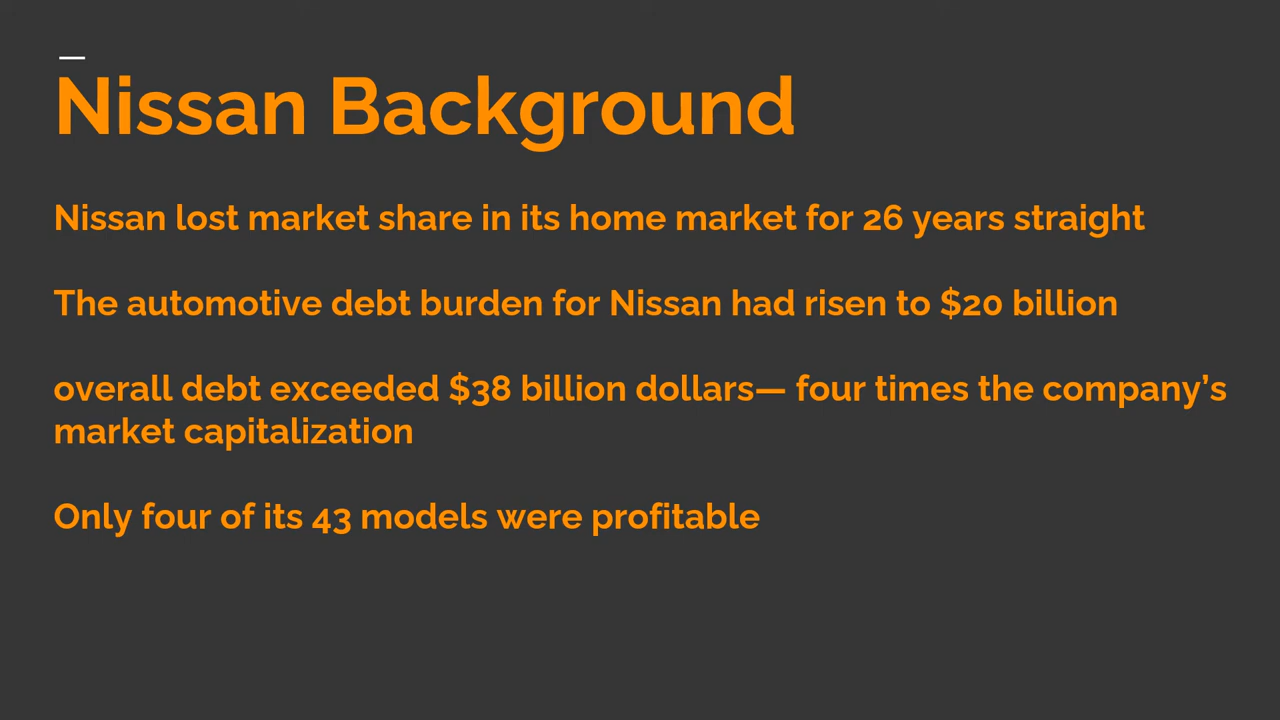 Nissan Background
Nissan lost market share in its home market for 26 years straight
The automotive debt burden for Nissan had risen to $20 billion
overall debt exceeded $38 billion dollars— four times the company’s
market capitalization
Only four of its 43 models were profitable